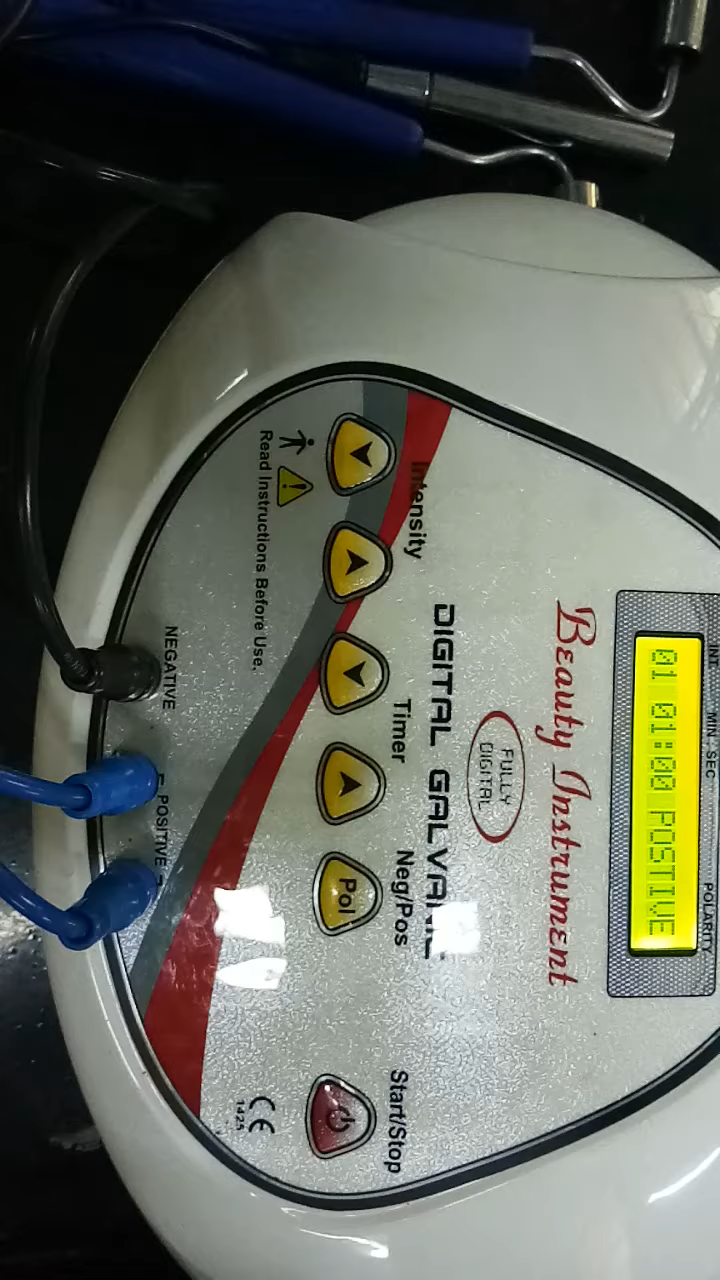 INT MIN : SEC POLARITY
01 01:00 POSTIVE
Beauty Instrument
FULLY
DIGITAL
DIGITAL GALVANIC
Intensity Timer Neg/Pos Start/Stop
Pol
Read Instructions Before Use.
CE
1425
NEGATIVE POSITIVE